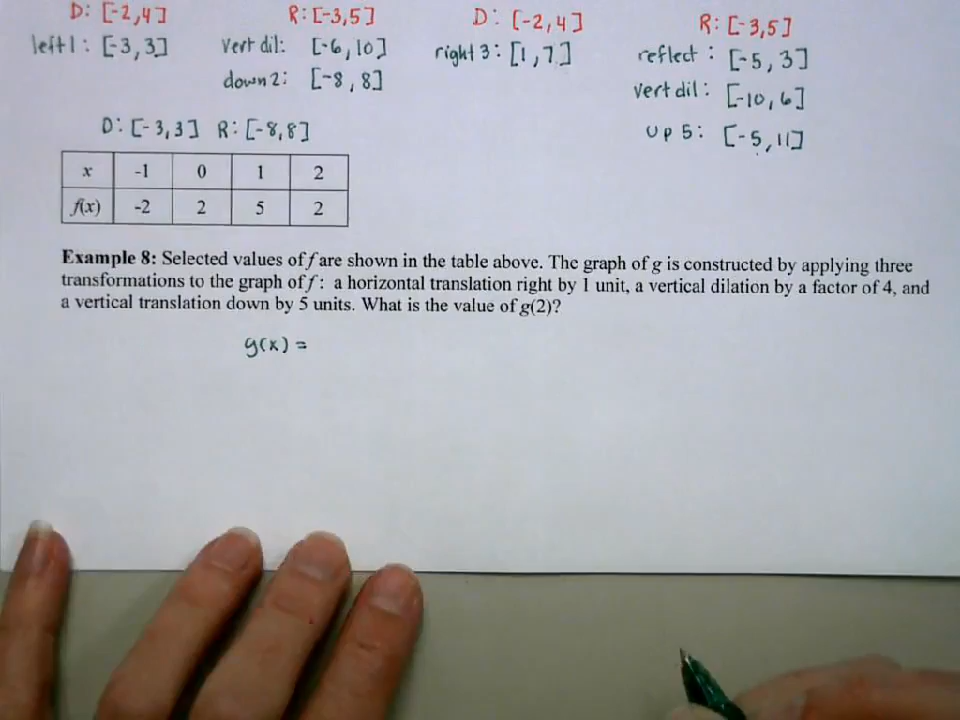 D: [-2,4] R: [-3,5] D: [-2,4] R: [-3,5]
left 1: [-3,3] vert dil: [-6,10] right 3: [1,7] reflect: [-5,3]
down 2: [-8,8] vert dil: [-10,6]
D: [-3,3] R: [-8,8] up 5: [-5,11]
x -1 0 1 2
f(x) -2 2 5 2
Example 8: Selected values of f are shown in the table above. The graph of g is constructed by applying three
transformations to the graph of f: a horizontal translation right by 1 unit, a vertical dilation by a factor of 4, and
a vertical translation down by 5 units. What is the value of g(2)?
g(x) =